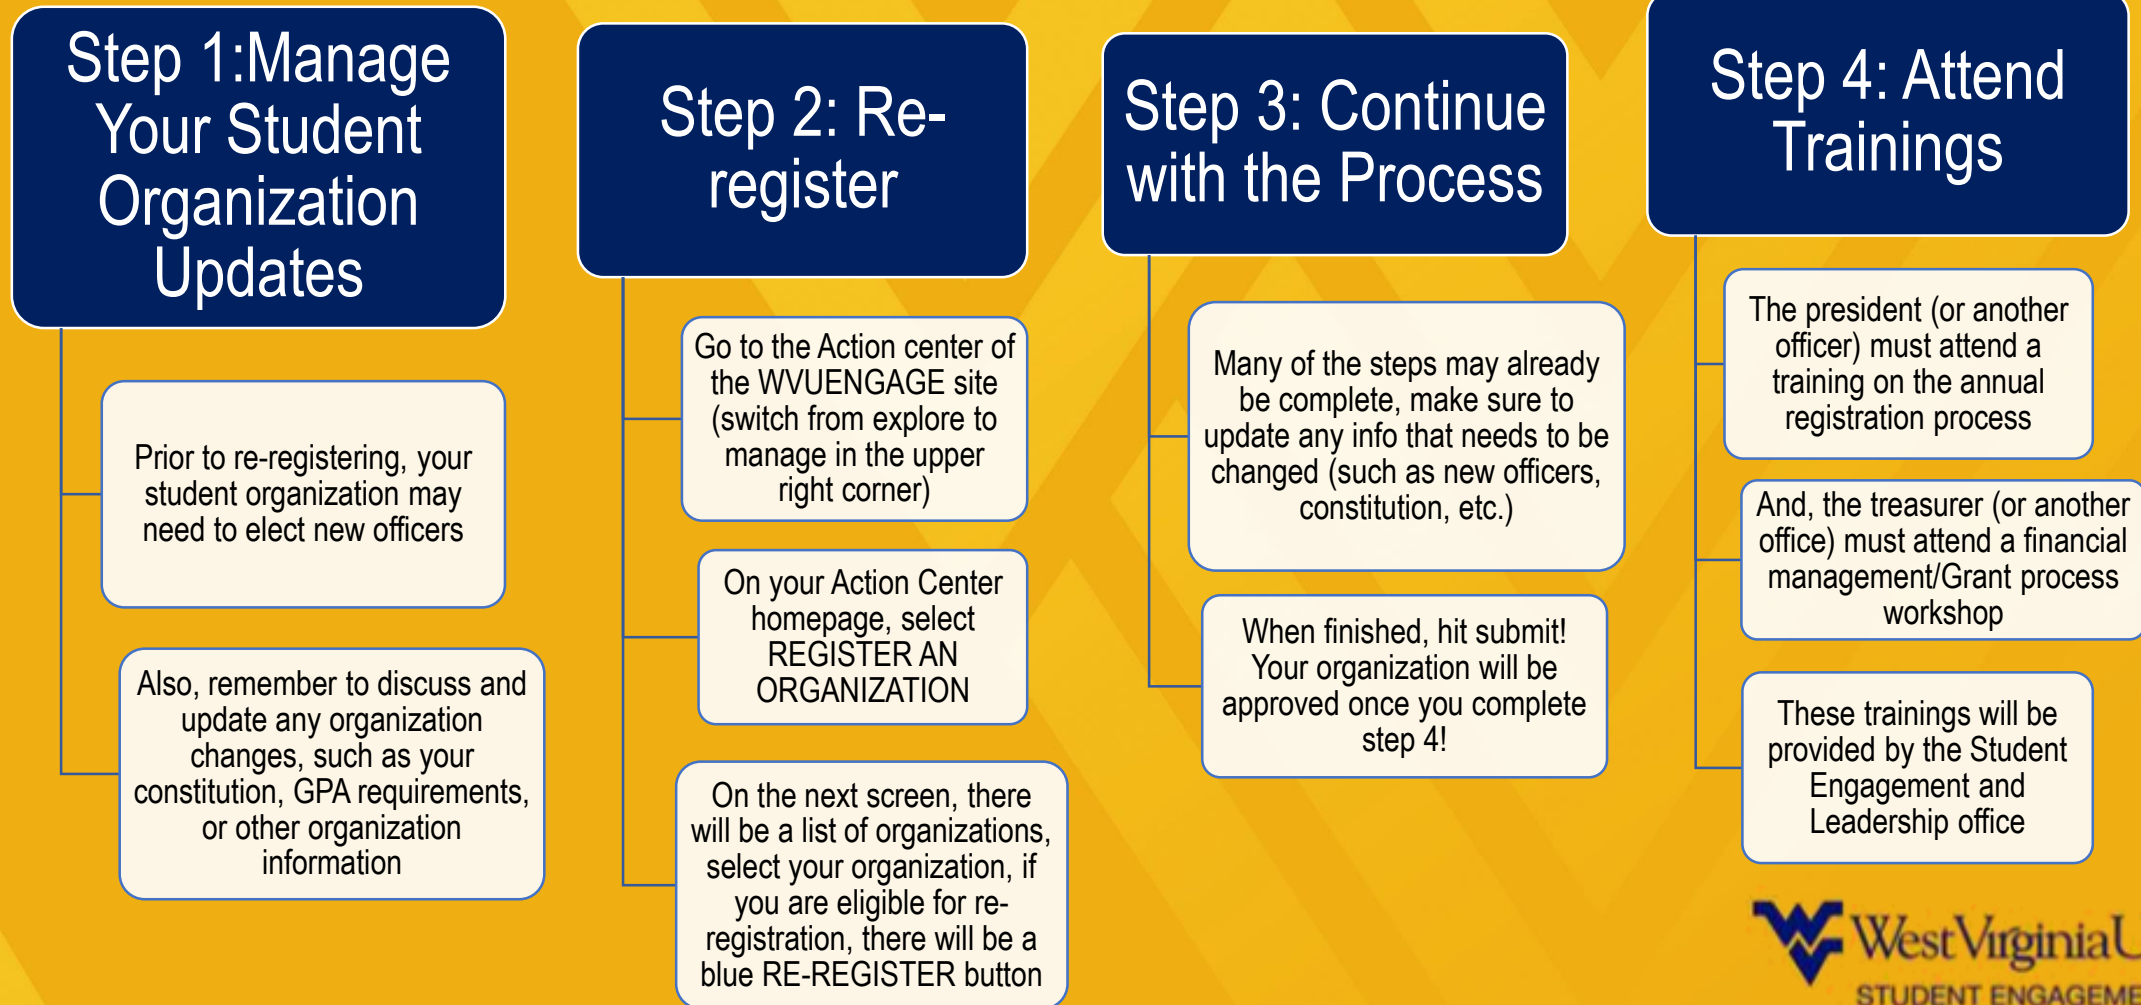 Step 1:Manage
Your Student
Organization
Updates
Prior to re-registering, your
student organization may
need to elect new officers
Also, remember to discuss and
update any organization
changes, such as your
constitution, GPA requirements,
or other organization
information
Step 2: Re-
register
Go to the Action center of
the WVUENGAGE site
(switch from explore to
manage in the upper
right corner)
On your Action Center
homepage, select
REGISTER AN
ORGANIZATION
On the next screen, there
will be a list of organizations,
select your organization, if
you are eligible for re-
registration, there will be a
blue RE-REGISTER button
Step 3: Continue
with the Process
Many of the steps may already
be complete, make sure to
update any info that needs to be
changed (such as new officers,
constitution, etc.)
When finished, hit submit!
Your organization will be
approved once you complete
step 4!
Step 4: Attend
Trainings
The president (or another
officer) must attend a
training on the annual
registration process
And, the treasurer (or another
office) must attend a financial
management/Grant process
workshop
These trainings will be
provided by the Student
Engagement and
Leadership office
West Virginia
STUDENT